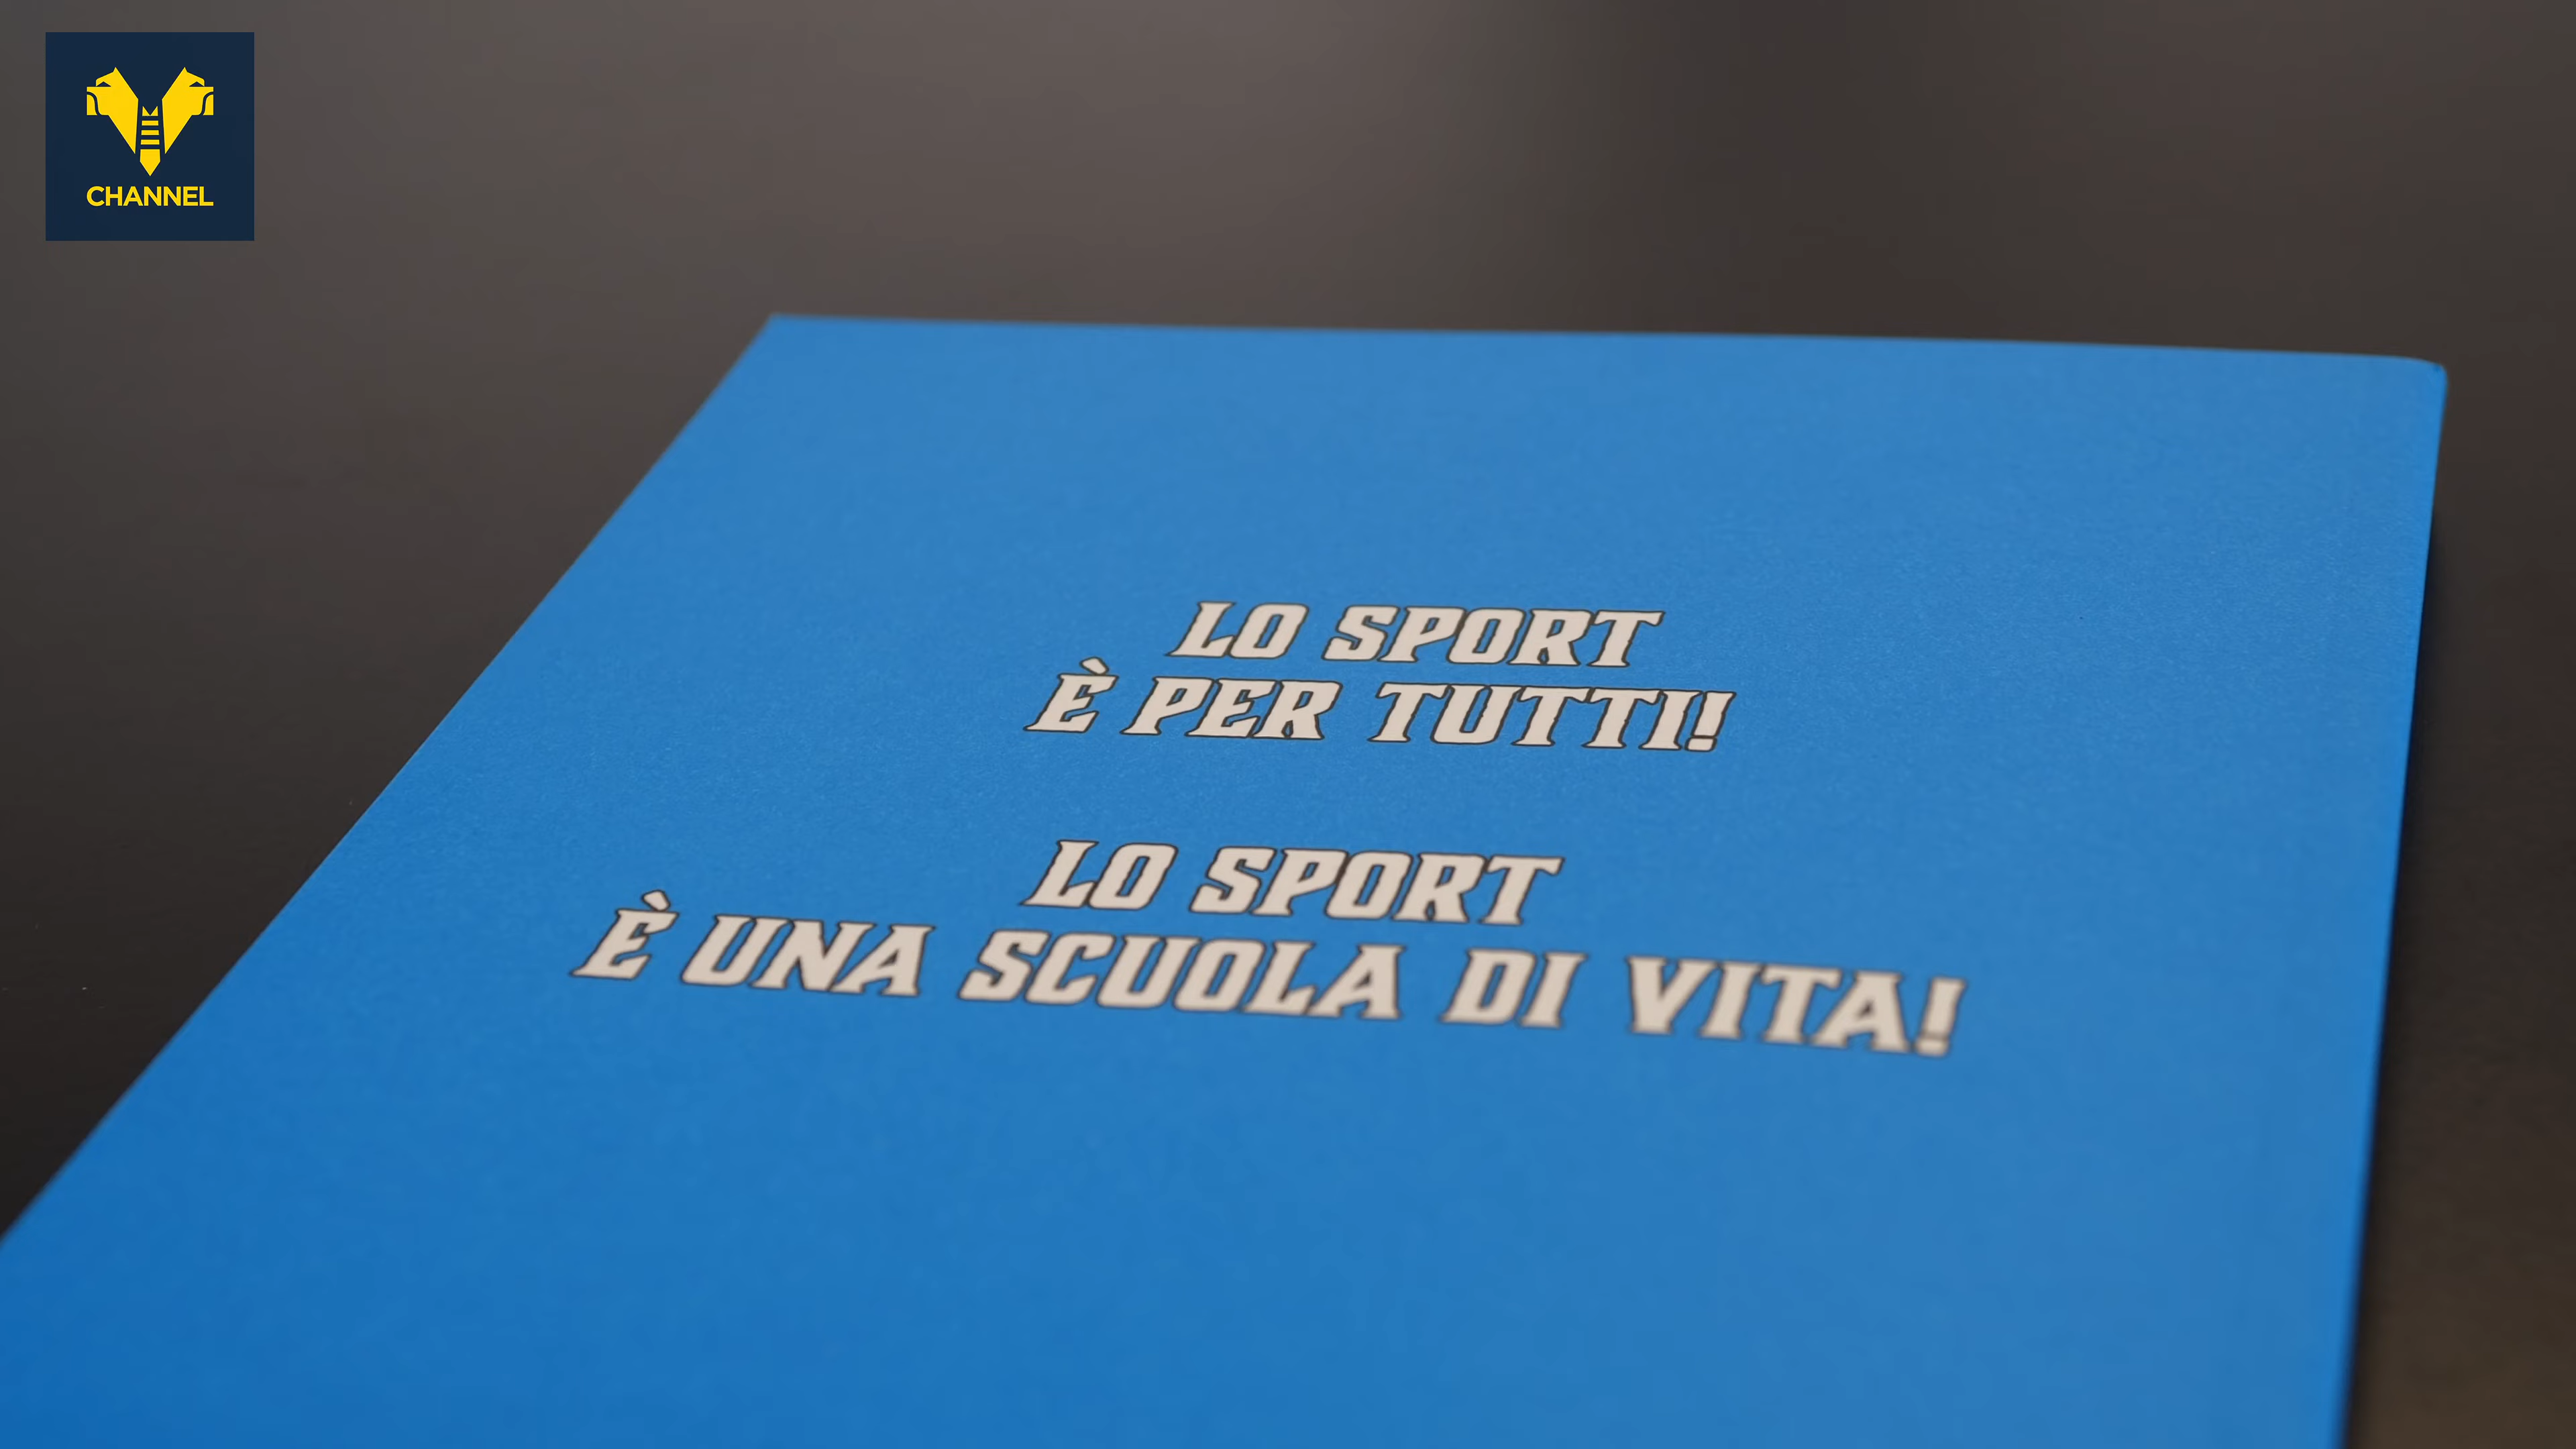 CHANNEL
LO SPORT
È PER TUTTI!
LO SPORT
È UNA SCUOLA DI VITA!